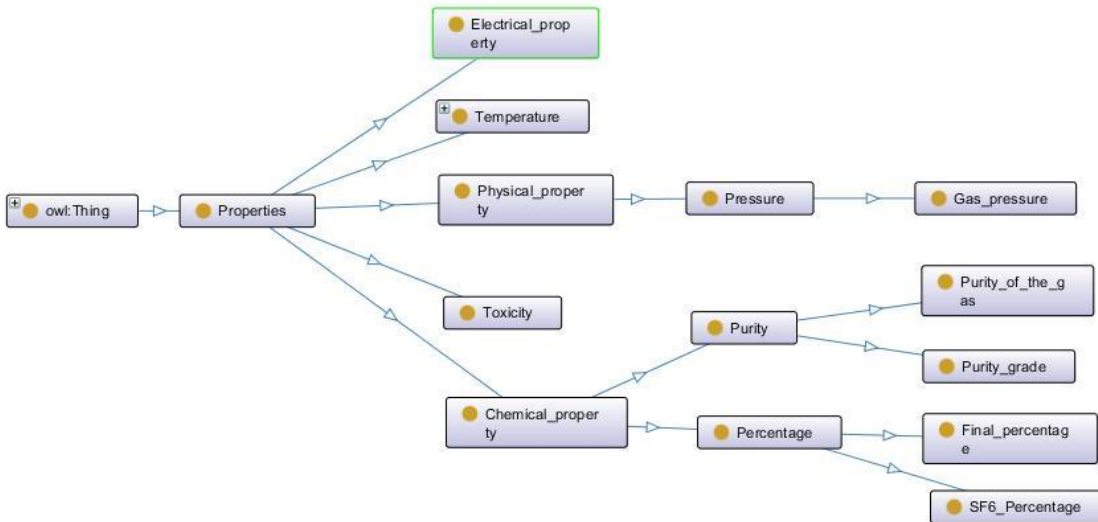 Electrical_prop
erty
Temperature
Physical_proper
ty
Pressure
Gas_pressure
owl:Thing
Properties
Purity_of_the_g
as
Toxicity
Purity
Purity_grade
Chemical_proper
ty
Percentage
Final_percentag
e
SF6_Percentage